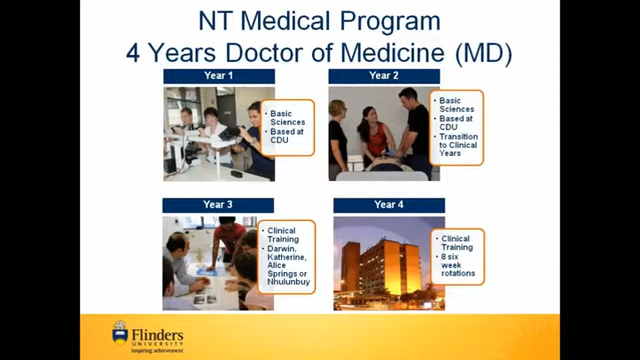 NT Medical Program
4 Years Doctor of Medicine (MD)
Year 1
• Basic
Sciences
• Based at
CDU
Year 2
• Basic
Sciences
• Based at
CDU
• Transition
to Clinical
Years
Year 3
• Clinical
Training
• Darwin,
Katherine,
Alice
Springs or
Nhulunbuy
Year 4
• Clinical
Training
• 8 six
week
rotations
Flinders
UNIVERSITY
inspiring achievement